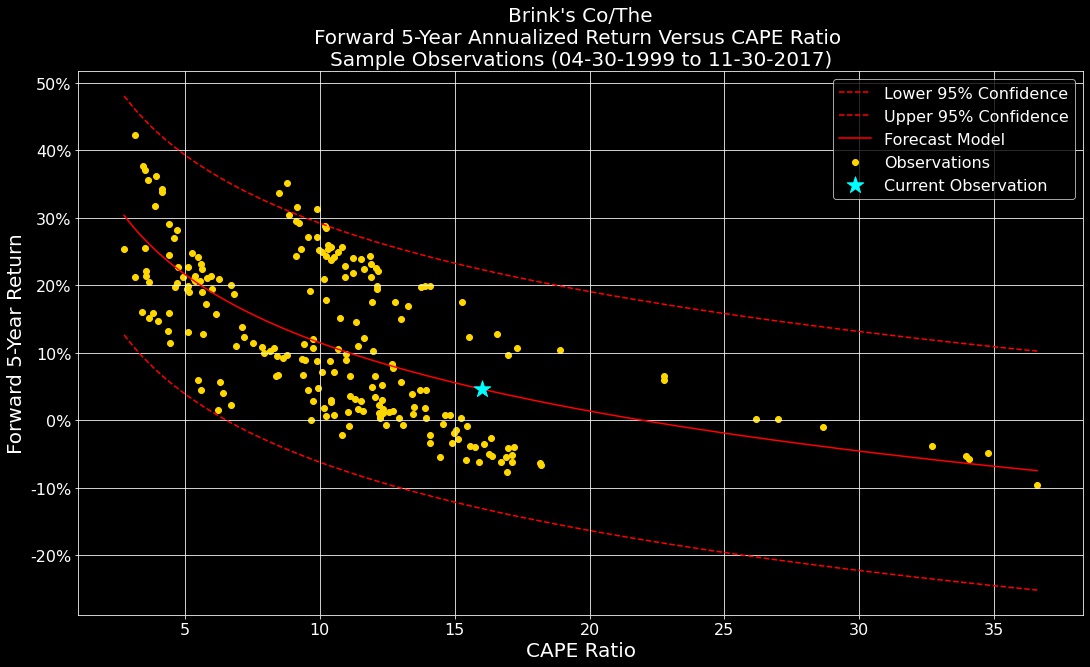 Brink's Co/The
Forward 5-Year Annualized Return Versus CAPE Ratio
Sample Observations (04-30-1999 to 11-30-2017)
Lower 95% Confidence
Upper 95% Confidence
Forecast Model
Observations
Current Observation
Forward 5-Year Return
50%
40%
30%
20%
10%
0%
-10%
-20%
5 10 15 20 25 30 35
CAPE Ratio